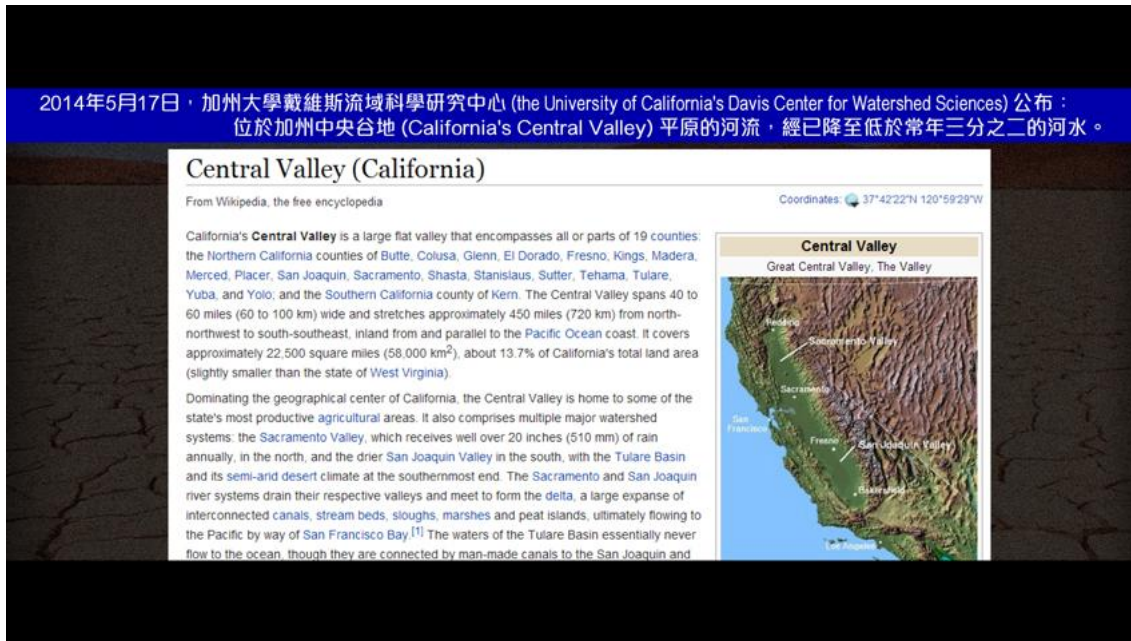 2014年5月17日，加州大學戴維斯流域科學研究中心 (the University of California's Davis Center for Watershed Sciences) 公布：
位於加州中央谷地 (California's Central Valley) 平原的河流，經已降至低於常年三分之二的河水。
Central Valley (California)
From Wikipedia, the free encyclopedia
Coordinates: 37°42′22″N 120°59′29″W
California's Central Valley is a large flat valley that encompasses all or parts of 19 counties:
the Northern California counties of Butte, Colusa, Glenn, El Dorado, Fresno, Kings, Madera,
Merced, Placer, San Joaquin, Sacramento, Shasta, Stanislaus, Sutter, Tehama, Tulare,
Yuba, and Yolo; and the Southern California county of Kern. The Central Valley spans 40 to
60 miles (60 to 100 km) wide and stretches approximately 450 miles (720 km) from north-
northwest to south-southeast, inland from and parallel to the Pacific Ocean coast. It covers
approximately 22,500 square miles (58,000 km²), about 13.7% of California's total land area
(slightly smaller than the state of West Virginia).
Dominating the geographical center of California, the Central Valley is home to some of the
state's most productive agricultural areas. It also comprises multiple major watershed
systems: the Sacramento Valley, which receives well over 20 inches (510 mm) of rain
annually, in the north, and the drier San Joaquin Valley in the south, with the Tulare Basin
and its semi-arid desert climate at the southernmost end. The Sacramento and San Joaquin
river systems drain their respective valleys and meet to form the delta, a large expanse of
interconnected canals, stream beds, sloughs, marshes and peat islands, ultimately flowing to
the Pacific by way of San Francisco Bay.[1] The waters of the Tulare Basin essentially never
flow to the ocean, though they are connected by man-made canals to the San Joaquin and
Central Valley
Great Central Valley, The Valley
Redding
Sacramento Valley
Sacramento
San
Francisco
Fresno
San Joaquin Valley
Bakersfield
Los Angeles